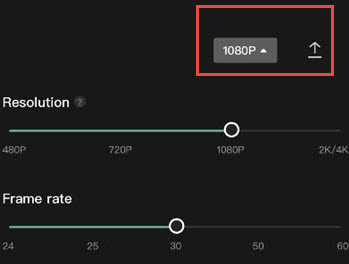 1080P
Resolution ?
480P 720P 1080P 2K/4K
Frame rate
24 25 30 50 60